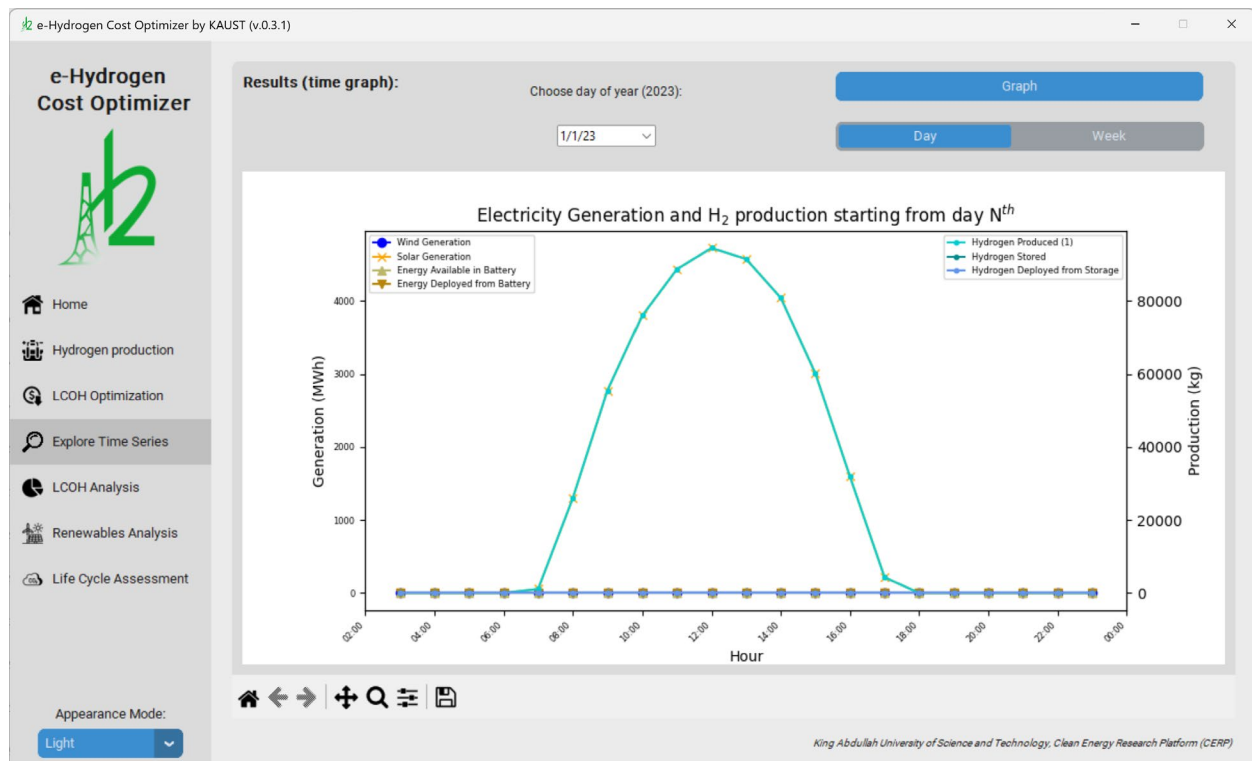 e-Hydrogen Cost Optimizer by KAUST (v.0.3.1)
e-Hydrogen
Cost Optimizer
H2
Home
Hydrogen production
LCOH Optimization
Explore Time Series
LCOH Analysis
Renewables Analysis
Life Cycle Assessment
Appearance Mode:
Light
Results (time graph):
Choose day of year (2023):
1/1/23
Graph
Day
Week
Electricity Generation and H₂ production starting from day Nᵗʰ
Wind Generation
Solar Generation
Energy Available in Battery
Energy Deployed from Battery
Hydrogen Produced (1)
Hydrogen Stored
Hydrogen Deployed from Storage
Generation (MWh)
4000
3000
2000
1000
0
80000
60000
40000
20000
0
Production (kg)
02:00
04:00
06:00
08:00
10:00
12:00
14:00
16:00
18:00
20:00
22:00
00:00
Hour
King Abdullah University of Science and Technology, Clean Energy Research Platform (CERP)